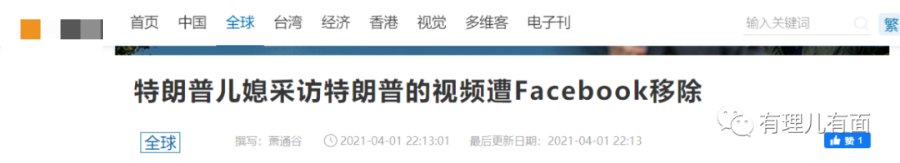 首页 中国 全球 台湾 经济 香港 视觉 多维客 电子刊 输入关键词 繁
特朗普儿媳采访特朗普的视频遭Facebook移除
有理儿有面
全球 撰写：萧通谷 2021-04-01 22:13:01 最后更新日期：2021-04-01 22:13 赞 1